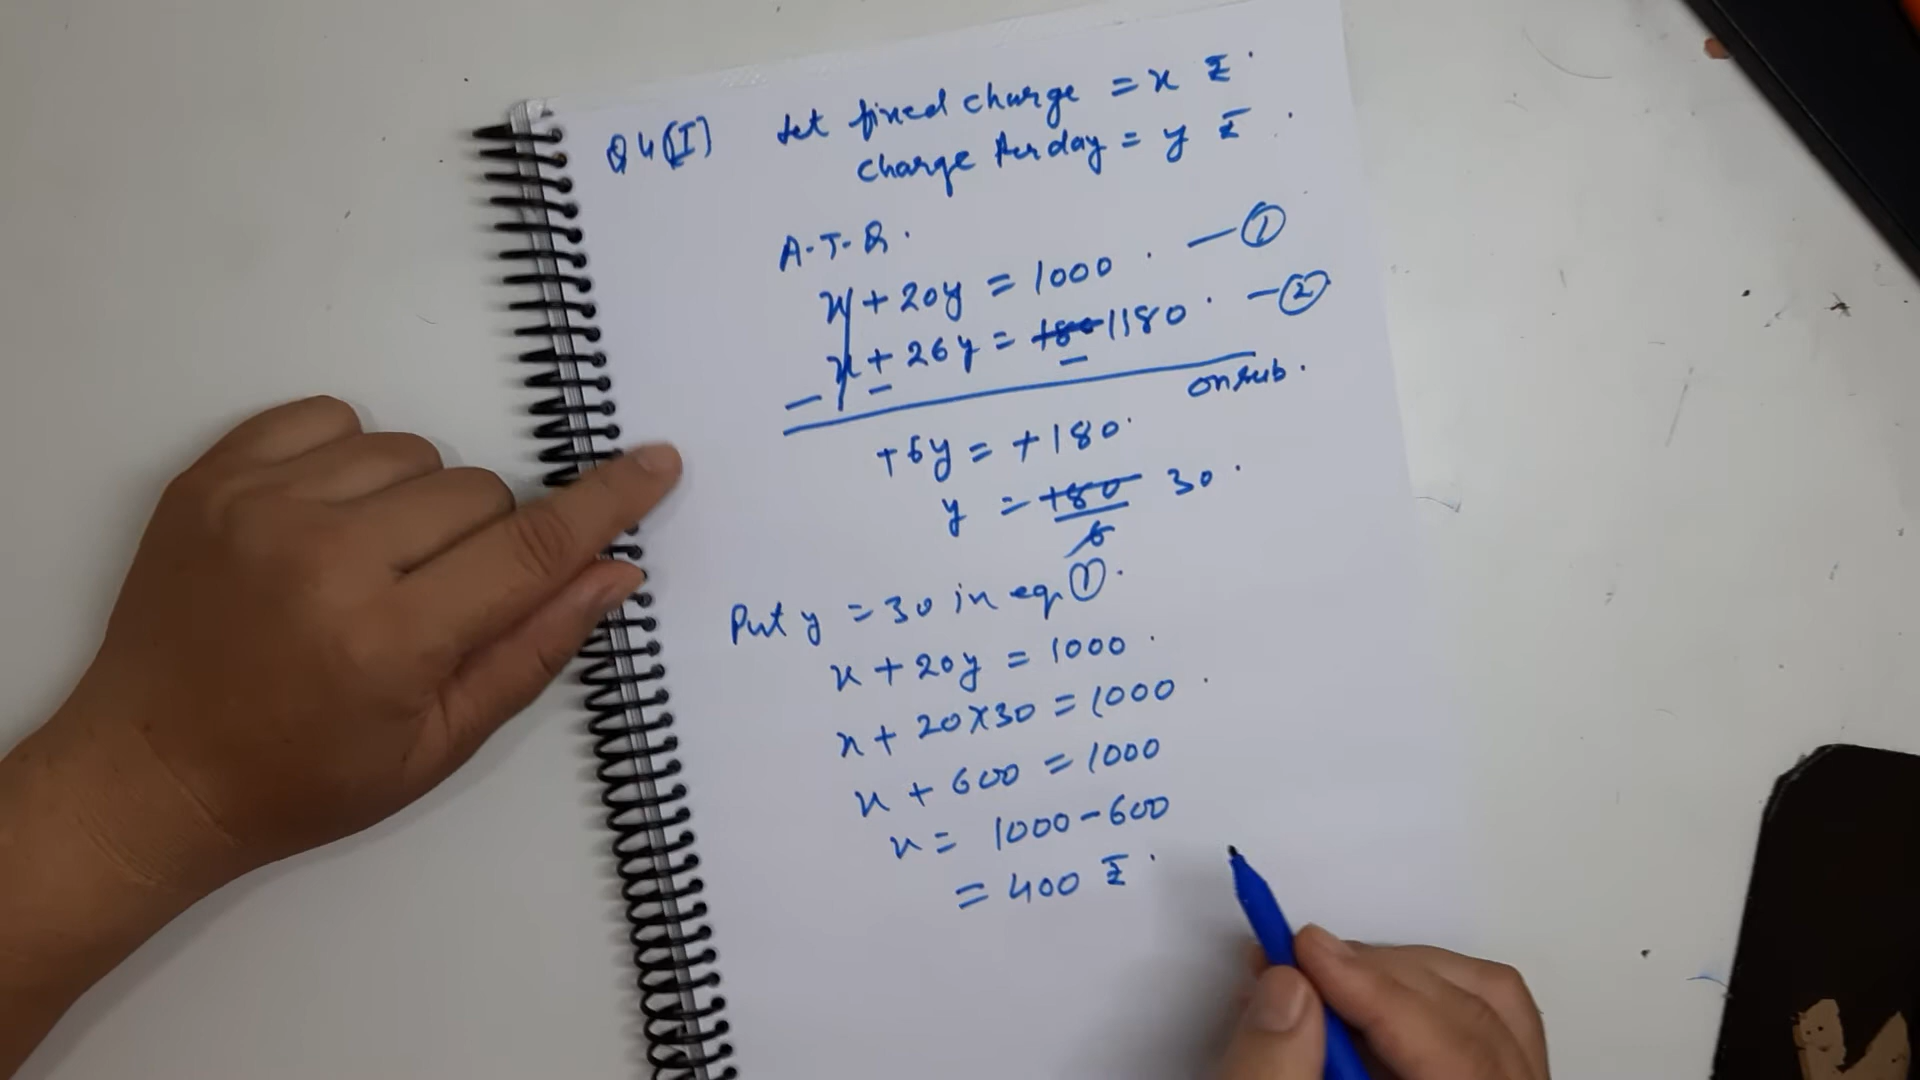 Q4(I) Let fixed charge = x ₹.
charge Per day = y ₹.
A.T.Q.
x + 20y = 1000. — ①
x + 26y = 180 1180. — ②
— — —
on sub.
+6y = +180.
y = 180/6 30.
Put y = 30 in eq ①.
x + 20y = 1000.
x + 20×30 = 1000.
x + 600 = 1000
x = 1000 - 600
= 400 ₹.